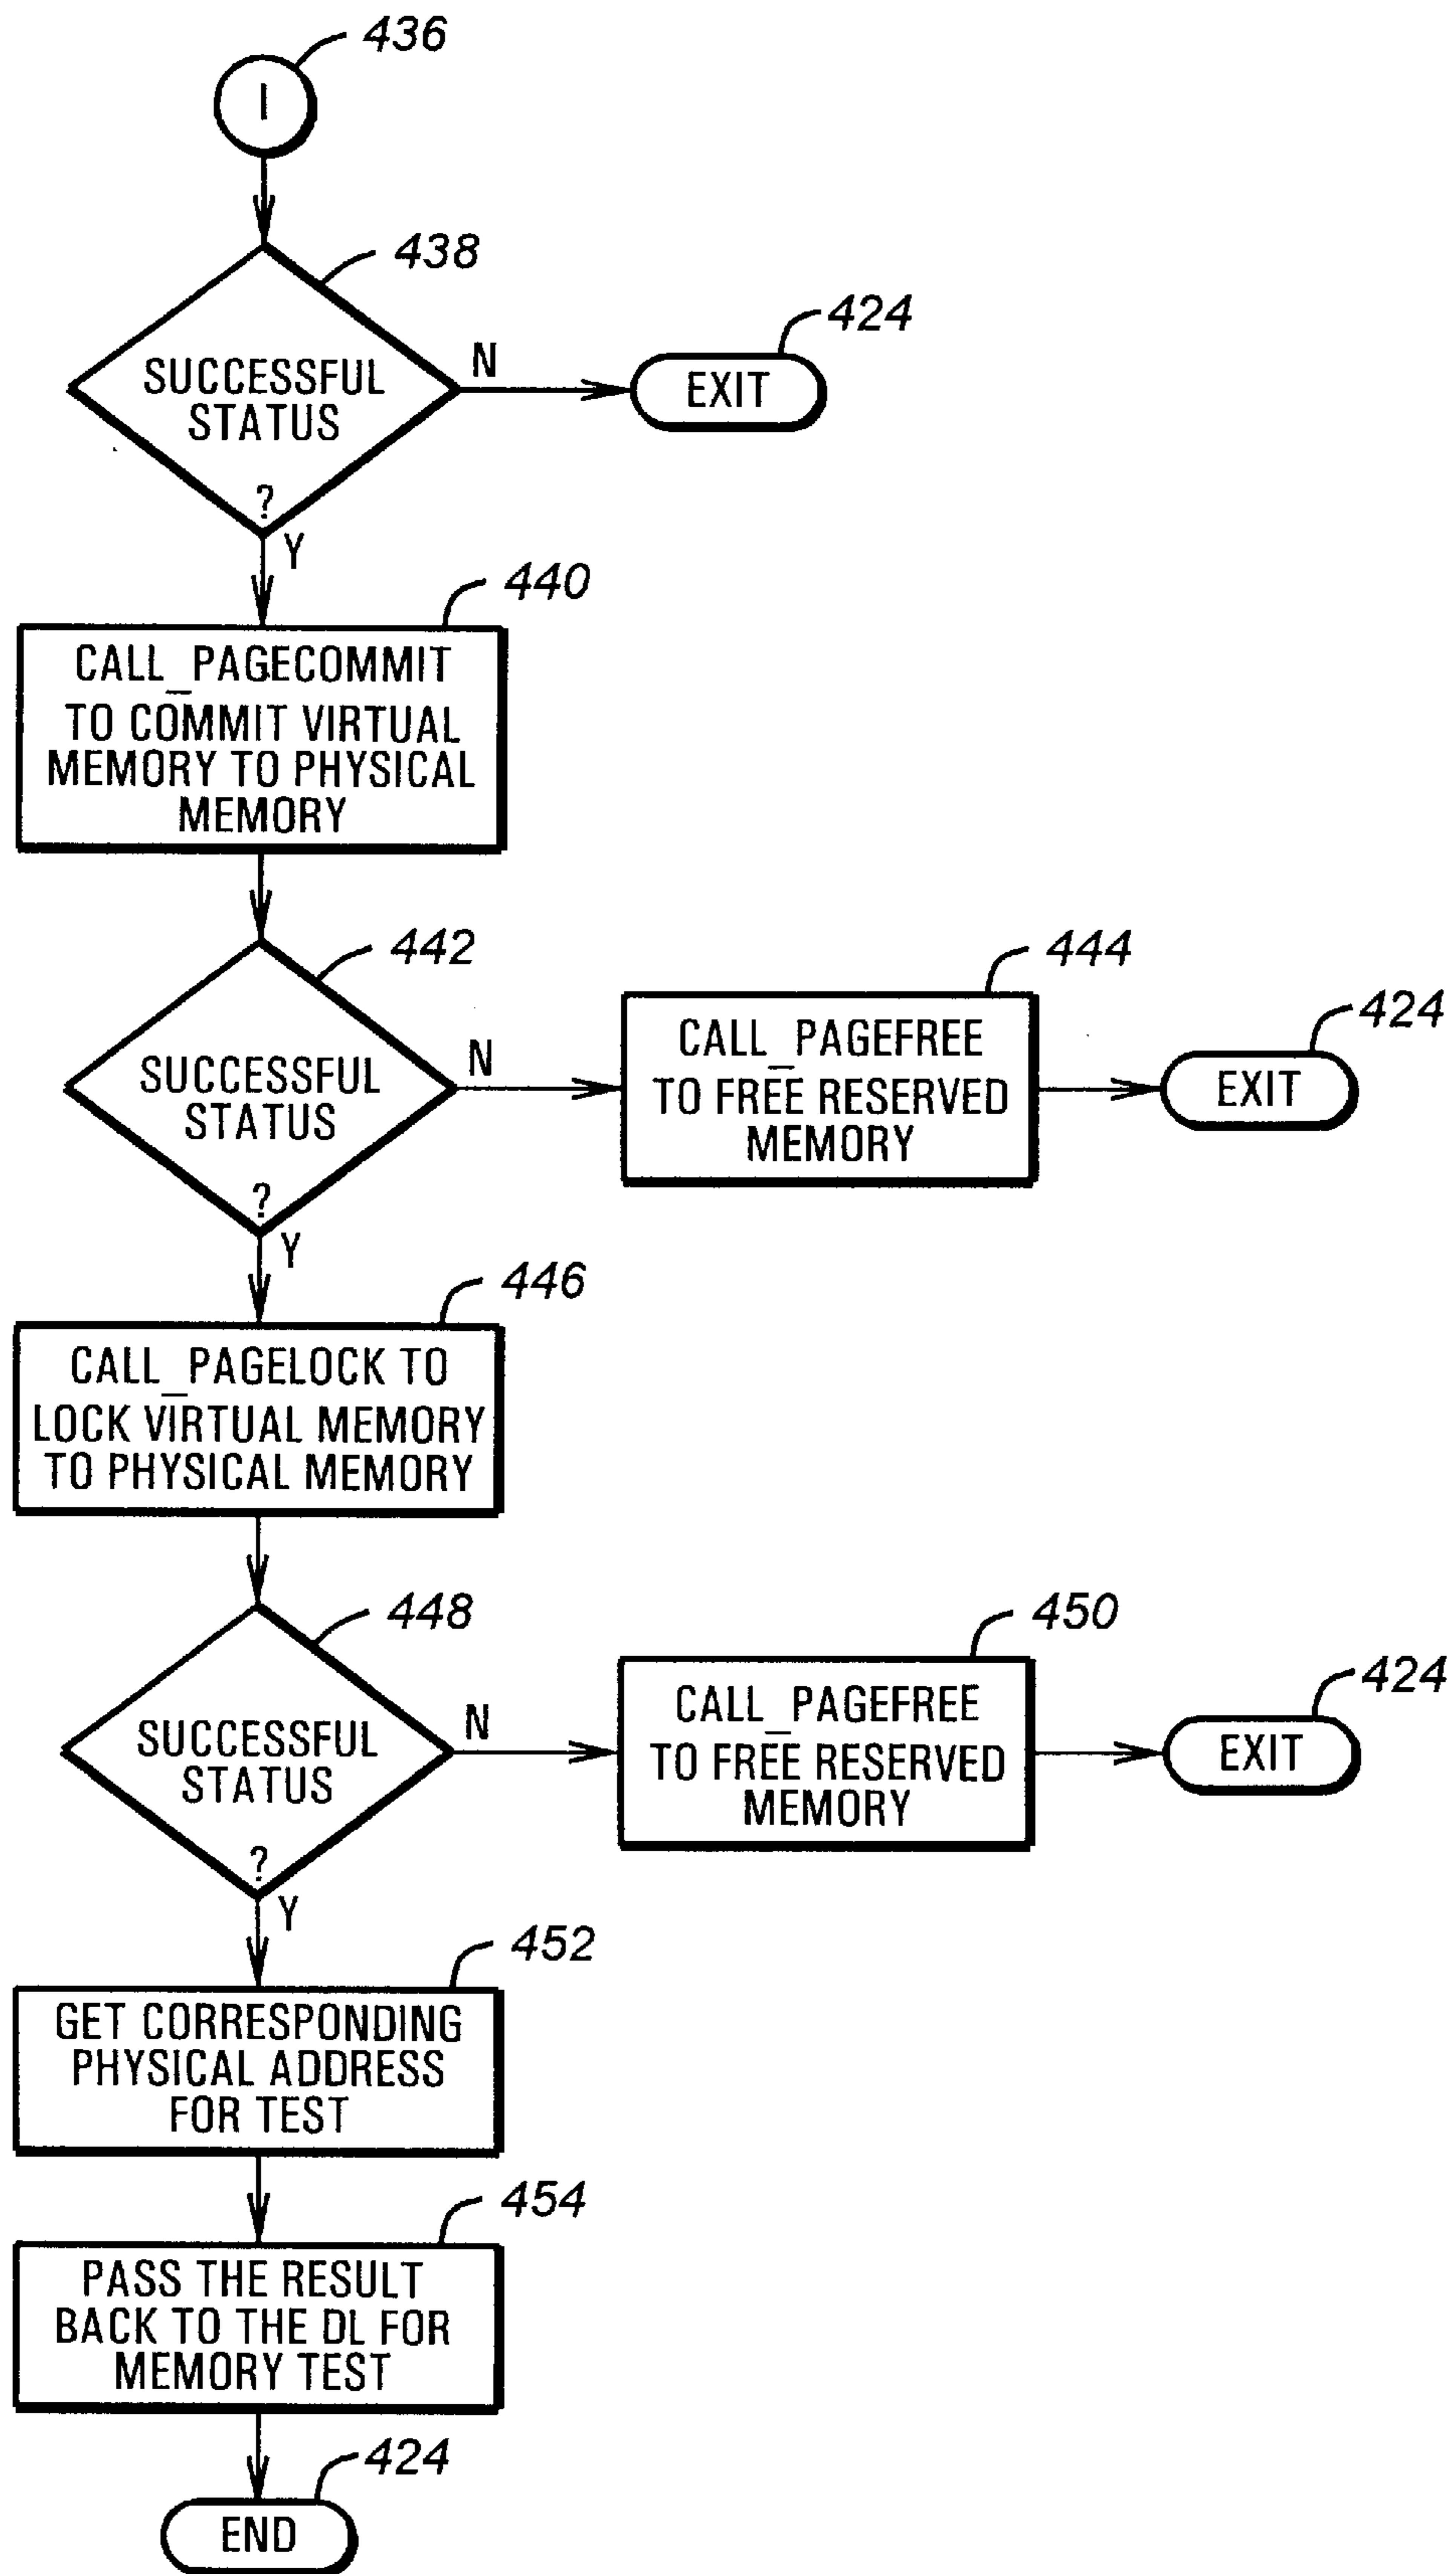 436
I
438
SUCCESSFUL
STATUS
?
N
424
EXIT
Y
440
CALL_PAGECOMMIT
TO COMMIT VIRTUAL
MEMORY TO PHYSICAL
MEMORY
442
SUCCESSFUL
STATUS
?
N
444
CALL_PAGEFREE
TO FREE RESERVED
MEMORY
424
EXIT
Y
446
CALL_PAGELOCK TO
LOCK VIRTUAL MEMORY
TO PHYSICAL MEMORY
448
SUCCESSFUL
STATUS
?
N
450
CALL_PAGEFREE
TO FREE RESERVED
MEMORY
424
EXIT
Y
452
GET CORRESPONDING
PHYSICAL ADDRESS
FOR TEST
454
PASS THE RESULT
BACK TO THE DL FOR
MEMORY TEST
424
END